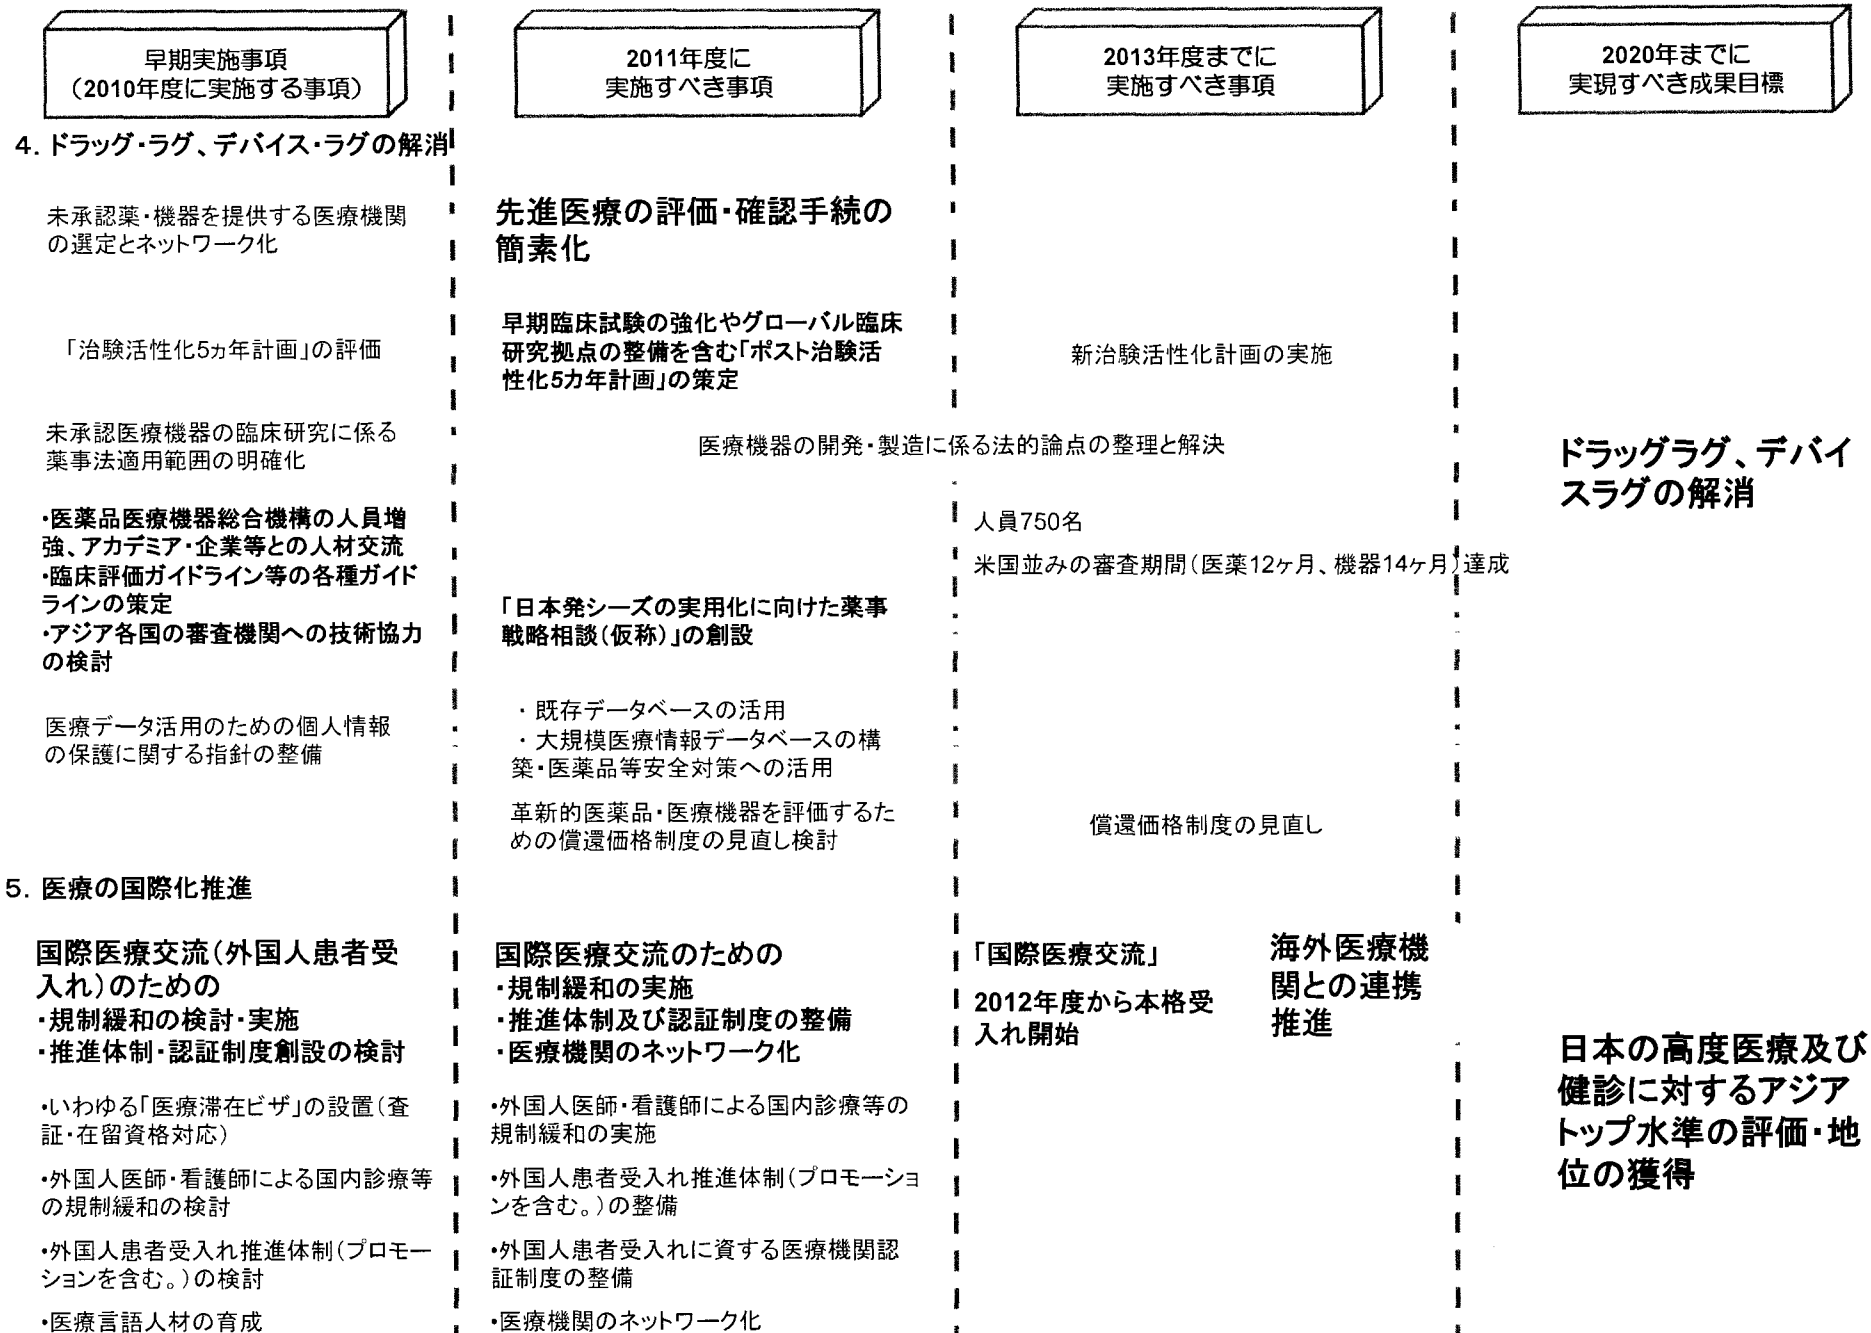 早期実施事項
（2010年度に実施する事項）
2011年度に
実施すべき事項
2013年度までに
実施すべき事項
2020年までに
実現すべき成果目標
4．ドラッグ・ラグ、デバイス・ラグの解消
未承認薬・機器を提供する医療機関
の選定とネットワーク化
先進医療の評価・確認手続の
簡素化
「治験活性化5ヵ年計画」の評価
早期臨床試験の強化やグローバル臨床
研究拠点の整備を含む「ポスト治験活
性化5カ年計画」の策定
新治験活性化計画の実施
未承認医療機器の臨床研究に係る
薬事法適用範囲の明確化
医療機器の開発・製造に係る法的論点の整理と解決
ドラッグラグ、デバイ
スラグの解消
・医薬品医療機器総合機構の人員増
強、アカデミア・企業等との人材交流
・臨床評価ガイドライン等の各種ガイド
ラインの策定
・アジア各国の審査機関への技術協力
の検討
「日本発シーズの実用化に向けた薬事
戦略相談（仮称）」の創設
人員750名
米国並みの審査期間（医薬12ヶ月、機器14ヶ月）達成
医療データ活用のための個人情報
の保護に関する指針の整備
・既存データベースの活用
・大規模医療情報データベースの構
築・医薬品等安全対策への活用
革新的医薬品・医療機器を評価するた
めの償還価格制度の見直し検討
償還価格制度の見直し
5．医療の国際化推進
国際医療交流（外国人患者受
入れ）のための
・規制緩和の検討・実施
・推進体制・認証制度創設の検討
・いわゆる「医療滞在ビザ」の設置（査
証・在留資格対応）
・外国人医師・看護師による国内診療等
の規制緩和の検討
・外国人患者受入れ推進体制（プロモー
ションを含む。）の検討
・医療言語人材の育成
国際医療交流のための
・規制緩和の実施
・推進体制及び認証制度の整備
・医療機関のネットワーク化
・外国人医師・看護師による国内診療等の
規制緩和の実施
・外国人患者受入れ推進体制（プロモーショ
ンを含む。）の整備
・外国人患者受入れに資する医療機関認
証制度の整備
・医療機関のネットワーク化
「国際医療交流」
2012年度から本格受
入れ開始
海外医療機
関との連携
推進
日本の高度医療及び
健診に対するアジア
トップ水準の評価・地
位の獲得